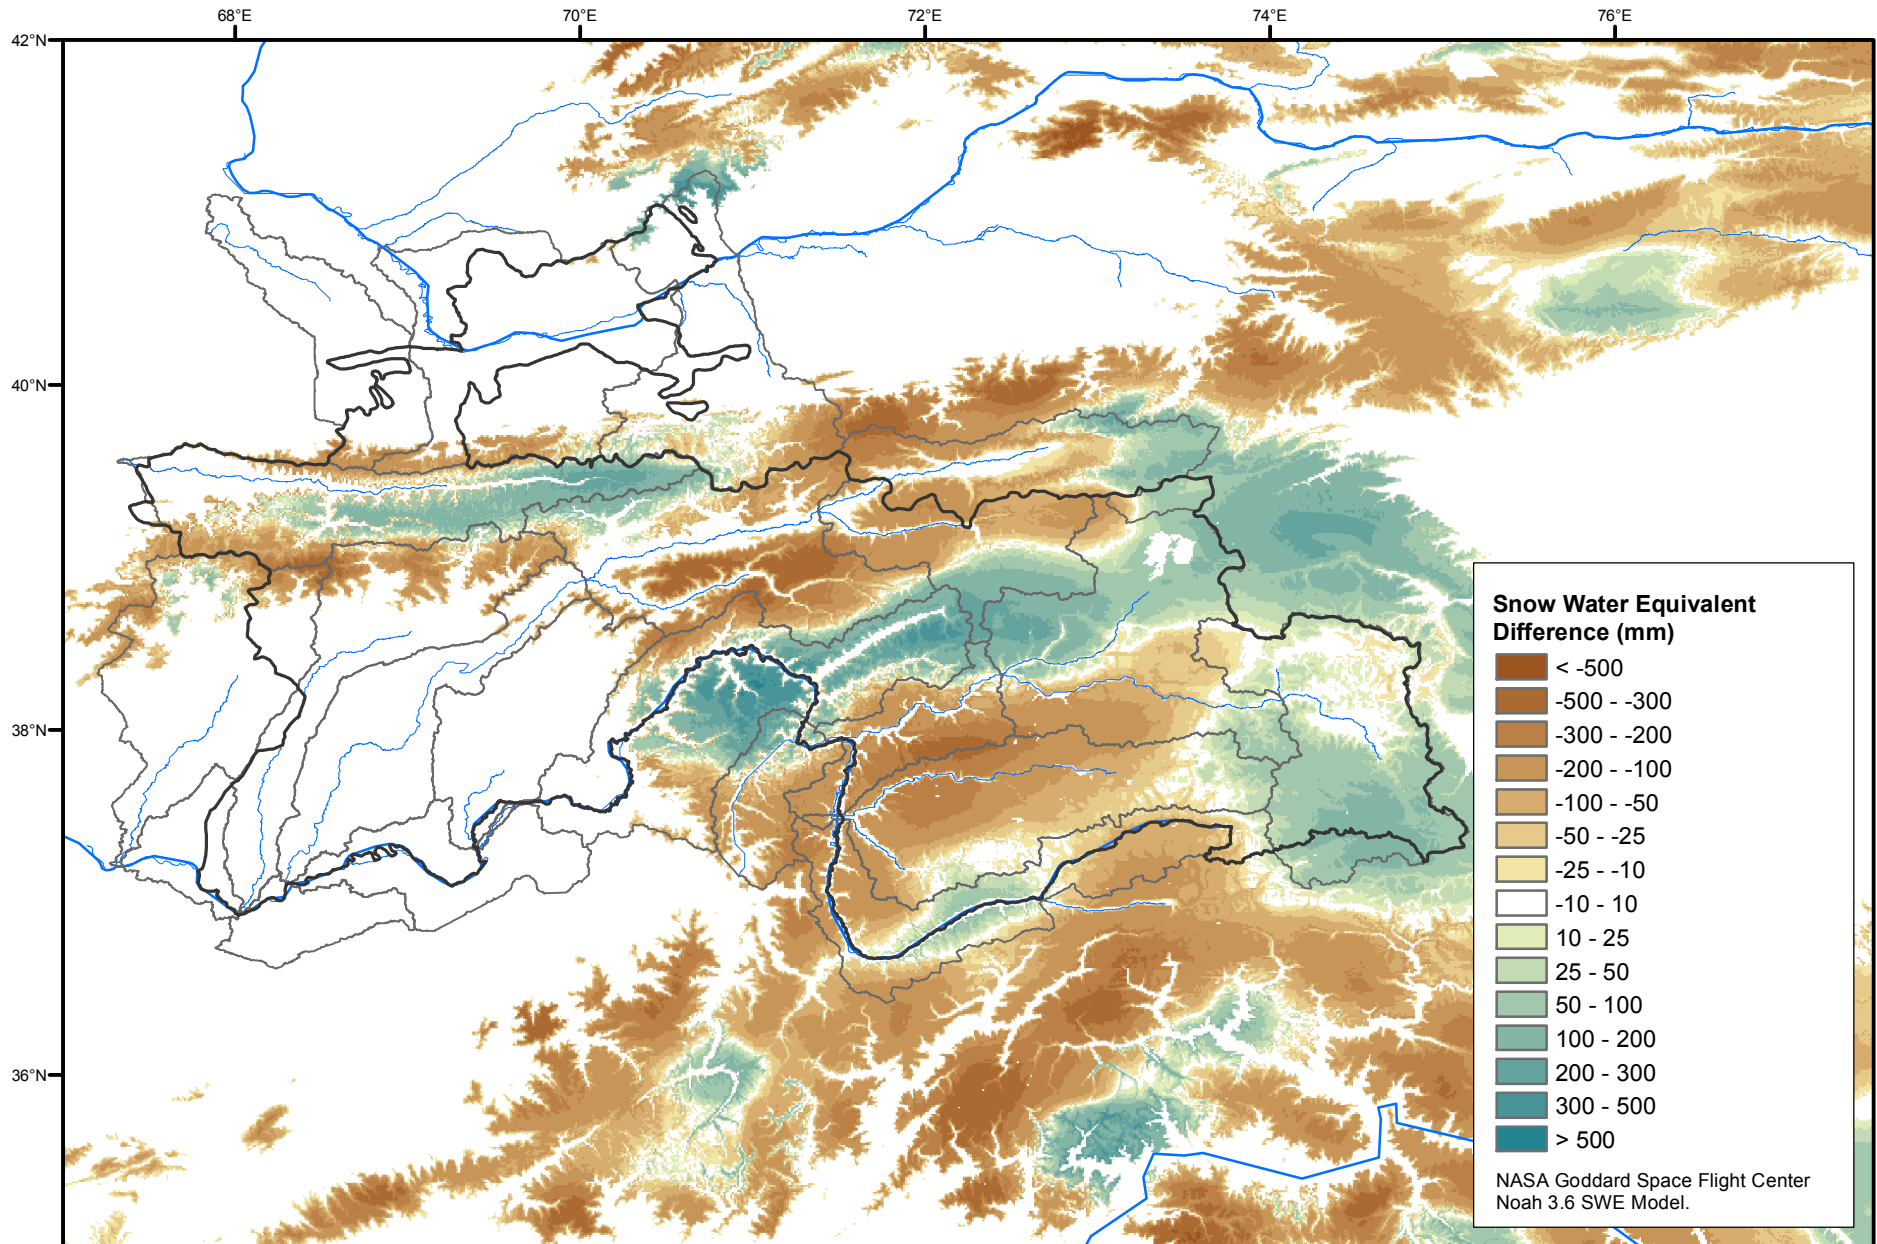 68°E
70°E
72°E
74°E
76°E
42°N
40°N
38°N
36°N
Snow Water Equivalent
Difference (mm)
< -500
-500 - -300
-300 - -200
-200 - -100
-100 - -50
-50 - -25
-25 - -10
-10 - 10
10 - 25
25 - 50
50 - 100
100 - 200
200 - 300
300 - 500
> 500
NASA Goddard Space Flight Center
Noah 3.6 SWE Model.